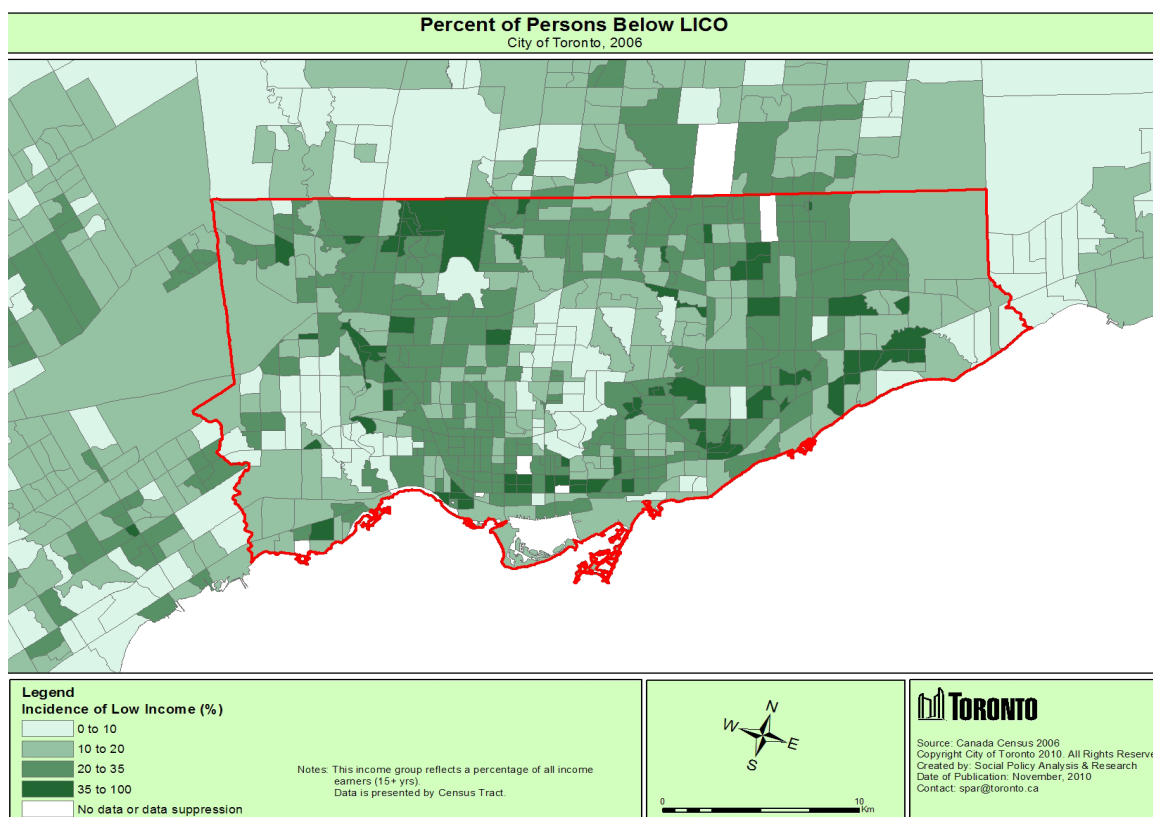 Percent of Persons Below LICO
City of Toronto, 2006
Legend
Incidence of Low Income (%)
0 to 10
10 to 20
20 to 35
35 to 100
No data or data suppression
Notes: This income group reflects a percentage of all income
earners (15+ yrs).
Data is presented by Census Tract.
N
W
E
S
0
10
Km
TORONTO
Source: Canada Census 2006
Copyright City of Toronto 2010. All Rights Reserve
Created by: Social Policy Analysis & Research
Date of Publication: November, 2010
Contact: spar@toronto.ca